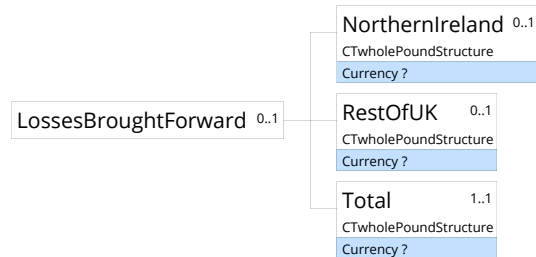 NorthernIreland 0..1
CTwholePoundStructure
Currency ?
LossesBroughtForward 0..1
RestOfUK 0..1
CTwholePoundStructure
Currency ?
Total 1..1
CTwholePoundStructure
Currency ?